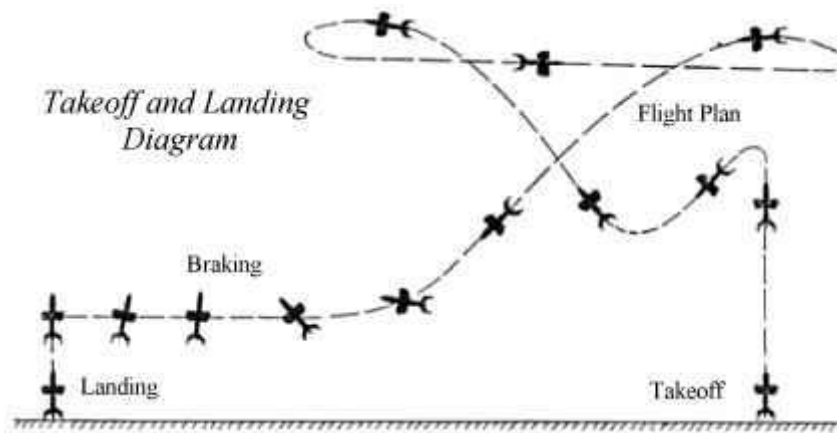 Takeoff and Landing
Diagram
Flight Plan
Braking
Landing
Takeoff